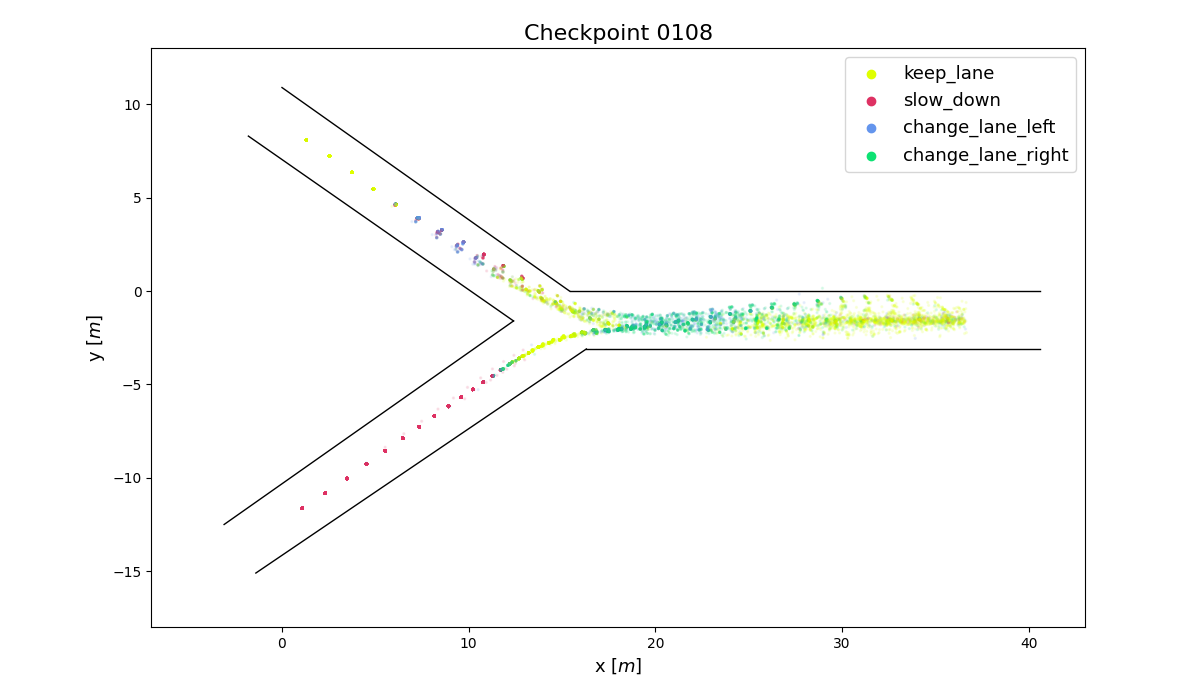 Checkpoint 0108
keep_lane
slow_down
change_lane_left
change_lane_right
10
5
0
−5
−10
−15
y [m]
0
10
20
30
40
x [m]